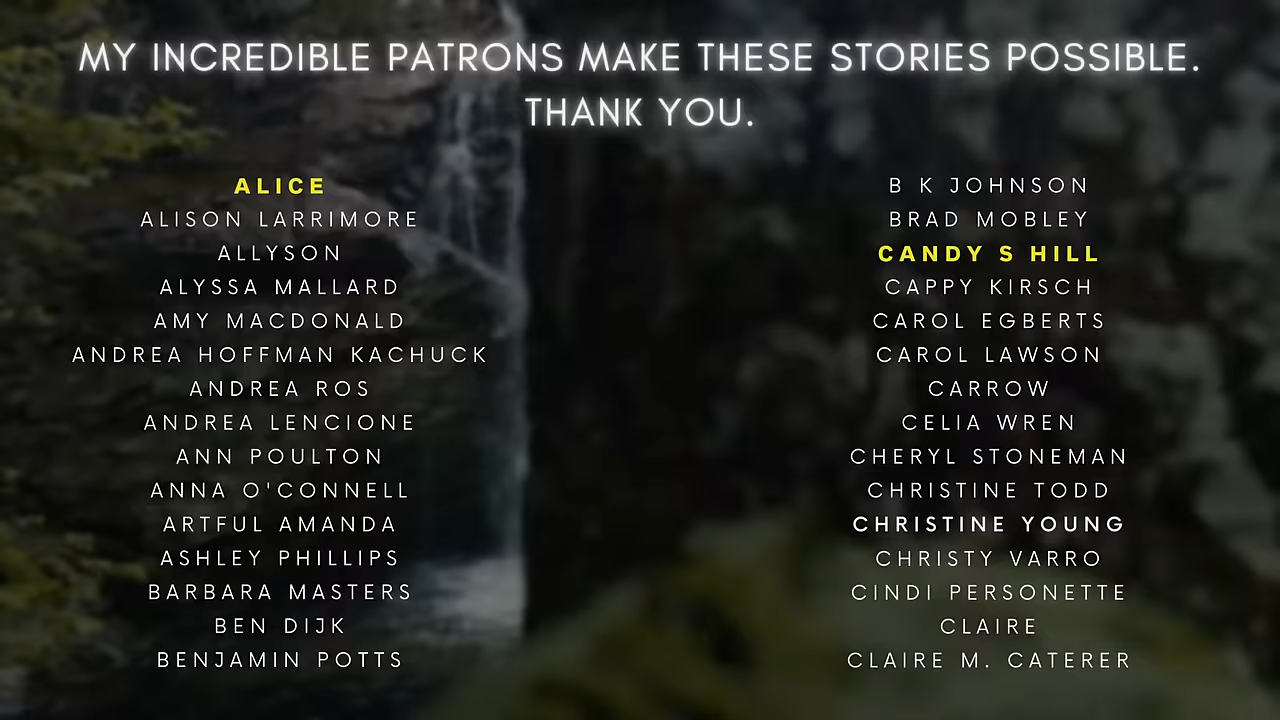 MY INCREDIBLE PATRONS MAKE THESE STORIES POSSIBLE.
THANK YOU.
ALICE
ALISON LARRIMORE
ALLYSON
ALYSSA MALLARD
AMY MACDONALD
ANDREA HOFFMAN KACHUCK
ANDREA ROS
ANDREA LENCIONE
ANN POULTON
ANNA O'CONNELL
ARTFUL AMANDA
ASHLEY PHILLIPS
BARBARA MASTERS
BEN DIJK
BENJAMIN POTTS
B K JOHNSON
BRAD MOBLEY
CANDY S HILL
CAPPY KIRSCH
CAROL EGBERTS
CAROL LAWSON
CARROW
CELIA WREN
CHERYL STONEMAN
CHRISTINE TODD
CHRISTINE YOUNG
CHRISTY VARRO
CINDI PERSONETTE
CLAIRE
CLAIRE M. CATERER